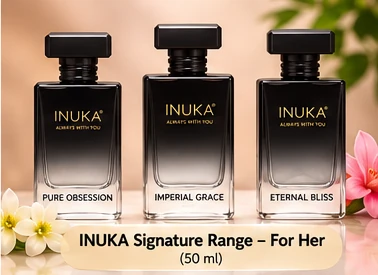 INUKA®
ALWAYS WITH YOU
PURE OBSESSION
INUKA®
ALWAYS WITH YOU
IMPERIAL GRACE
INUKA®
ALWAYS WITH YOU
ETERNAL BLISS
INUKA Signature Range – For Her
(50 ml)